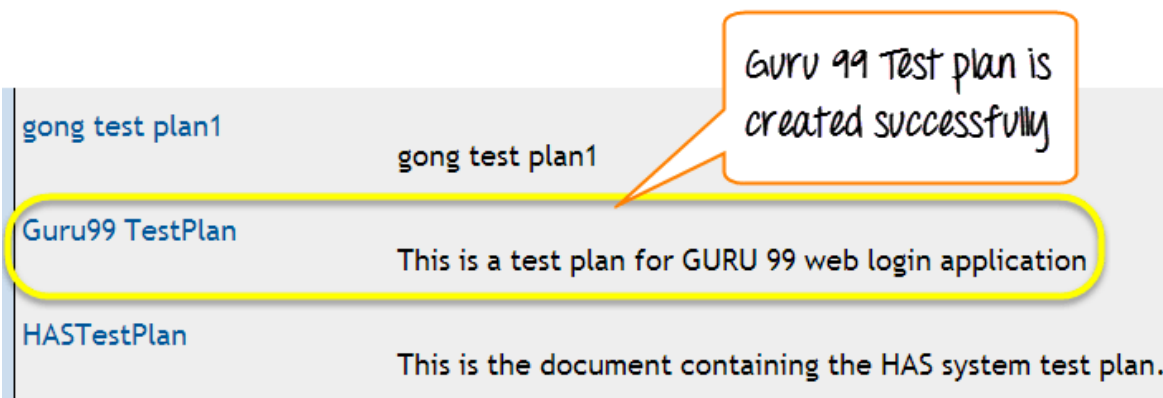 Guru 99 Test plan is
created successfully
gong test plan1
gong test plan1
Guru99 TestPlan
This is a test plan for GURU 99 web login application
HASTestPlan
This is the document containing the HAS system test plan.